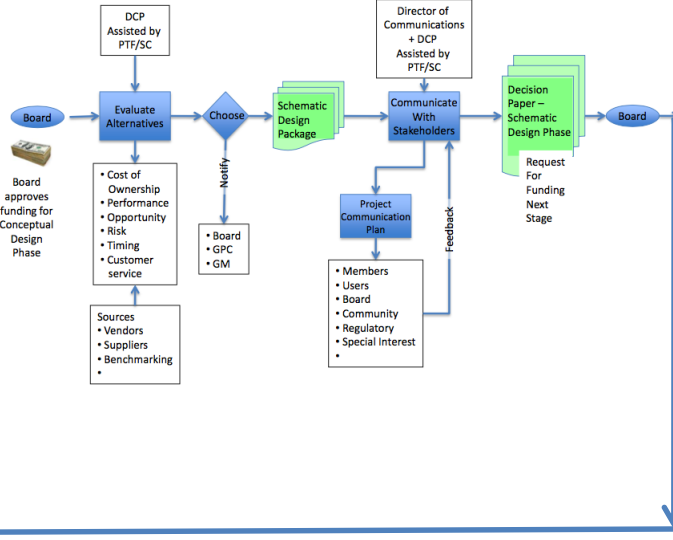 DCP
Assisted by
PTF/SC
Director of
Communications
+ DCP
Assisted by
PTF/SC
Board
Evaluate
Alternatives
Choose
Schematic
Design
Package
Communicate
With
Stakeholders
Decision
Paper –
Schematic
Design Phase
Board
Board
approves
funding for
Conceptual
Design
Phase
• Cost of
Ownership
• Performance
• Opportunity
• Risk
• Timing
• Customer
service
Notify
• Board
• GPC
• GM
Project
Communication
Plan
Feedback
Request
For
Funding
Next
Stage
Sources
• Vendors
• Suppliers
• Benchmarking
•
• Members
• Users
• Board
• Community
• Regulatory
• Special Interest
•